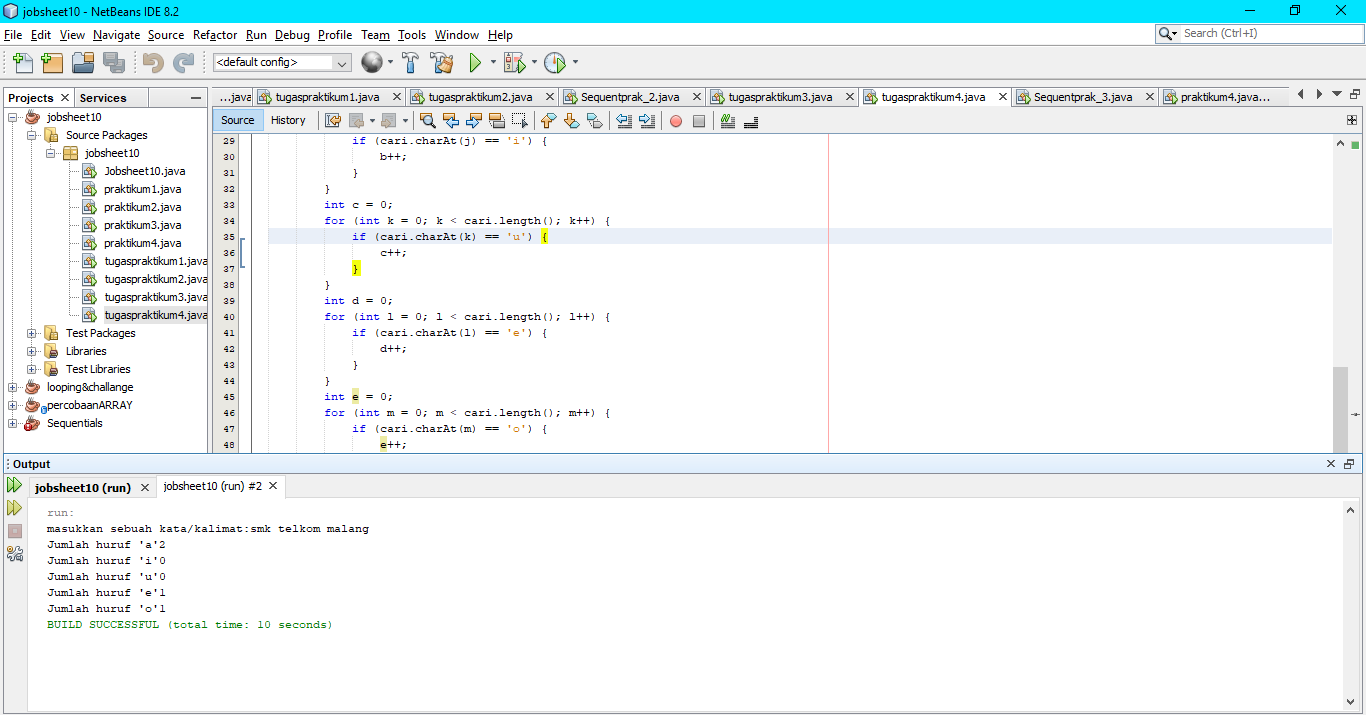 jobsheet10 - NetBeans IDE 8.2
File Edit View Navigate Source Refactor Run Debug Profile Team Tools Window Help
Search (Ctrl+I)
<default config>
Projects Services
...java tugaspraktikum1.java tugaspraktikum2.java Sequentprak_2.java tugaspraktikum3.java tugaspraktikum4.java Sequentprak_3.java praktikum4.java...
Source History
jobsheet10
Source Packages
jobsheet10
Jobsheet10.java
praktikum1.java
praktikum2.java
praktikum3.java
praktikum4.java
tugaspraktikum1.java
tugaspraktikum2.java
tugaspraktikum3.java
tugaspraktikum4.java
Test Packages
Libraries
Test Libraries
looping&challange
percobaanARRAY
Sequentials
29 if (cari.charAt(j) == 'i') {
30 b++;
31 }
32 }
33 int c = 0;
34 for (int k = 0; k < cari.length(); k++) {
35 if (cari.charAt(k) == 'u') {
36 c++;
37 }
38 }
39 int d = 0;
40 for (int l = 0; l < cari.length(); l++) {
41 if (cari.charAt(l) == 'e') {
42 d++;
43 }
44 }
45 int e = 0;
46 for (int m = 0; m < cari.length(); m++) {
47 if (cari.charAt(m) == 'o') {
48 e++;
Output
jobsheet10 (run) jobsheet10 (run) #2
run:
masukkan sebuah kata/kalimat:smk telkom malang
Jumlah huruf 'a'2
Jumlah huruf 'i'0
Jumlah huruf 'u'0
Jumlah huruf 'e'1
Jumlah huruf 'o'1
BUILD SUCCESSFUL (total time: 10 seconds)